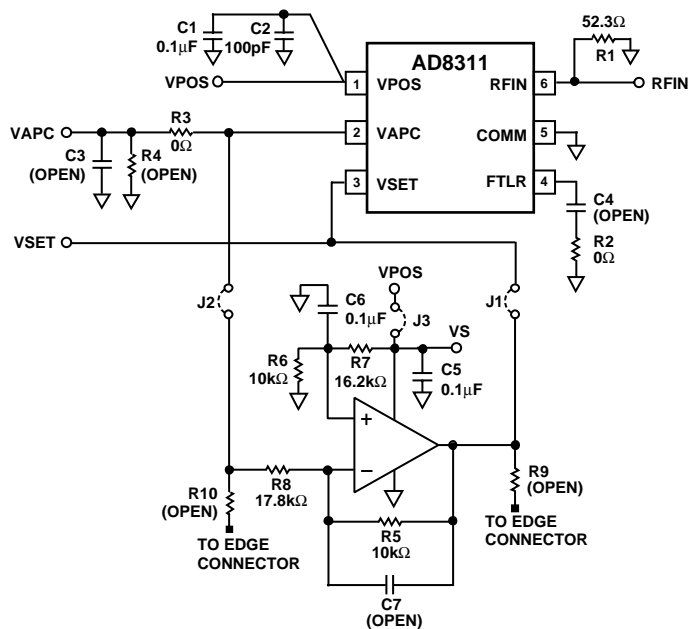 C1
0.1μF
C2
100pF
52.3Ω
R1
AD8311
VPOS
1
VPOS
RFIN
6
RFIN
VAPC
R3
0Ω
2
VAPC
COMM
5
C3
(OPEN)
R4
(OPEN)
3
VSET
FTLR
4
C4
(OPEN)
R2
0Ω
VSET
J2
C6
0.1μF
VPOS
J3
J1
VS
R6
10kΩ
R7
16.2kΩ
C5
0.1μF
+
–
R8
17.8kΩ
R10
(OPEN)
R9
(OPEN)
TO EDGE
CONNECTOR
R5
10kΩ
TO EDGE
CONNECTOR
C7
(OPEN)